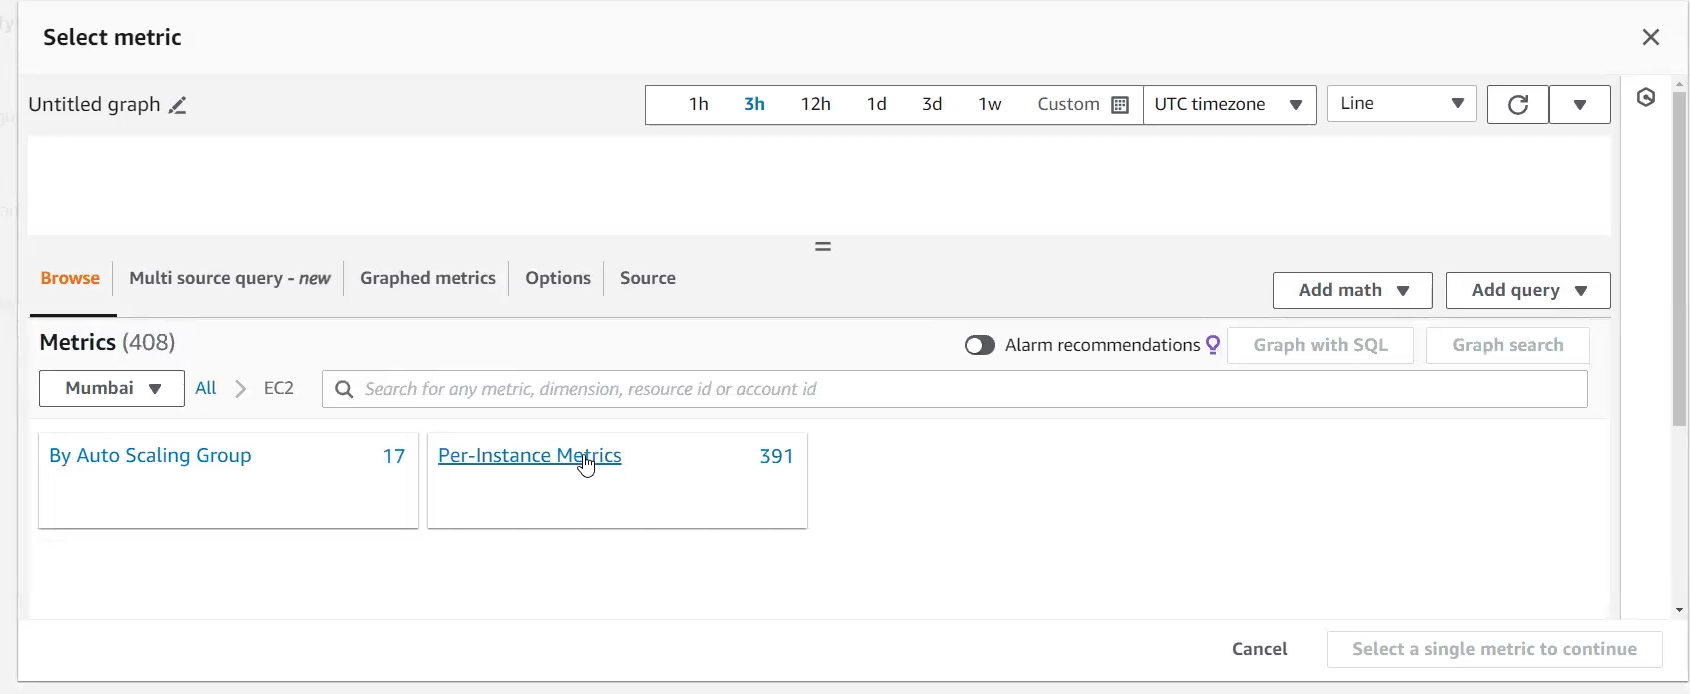 Select metric
Untitled graph
1h 3h 12h 1d 3d 1w Custom UTC timezone Line
Browse Multi source query - new Graphed metrics Options Source
Add math Add query
Metrics (408)
Alarm recommendations Graph with SQL Graph search
Mumbai All EC2 Search for any metric, dimension, resource id or account id
By Auto Scaling Group 17 Per-Instance Metrics 391
Cancel Select a single metric to continue